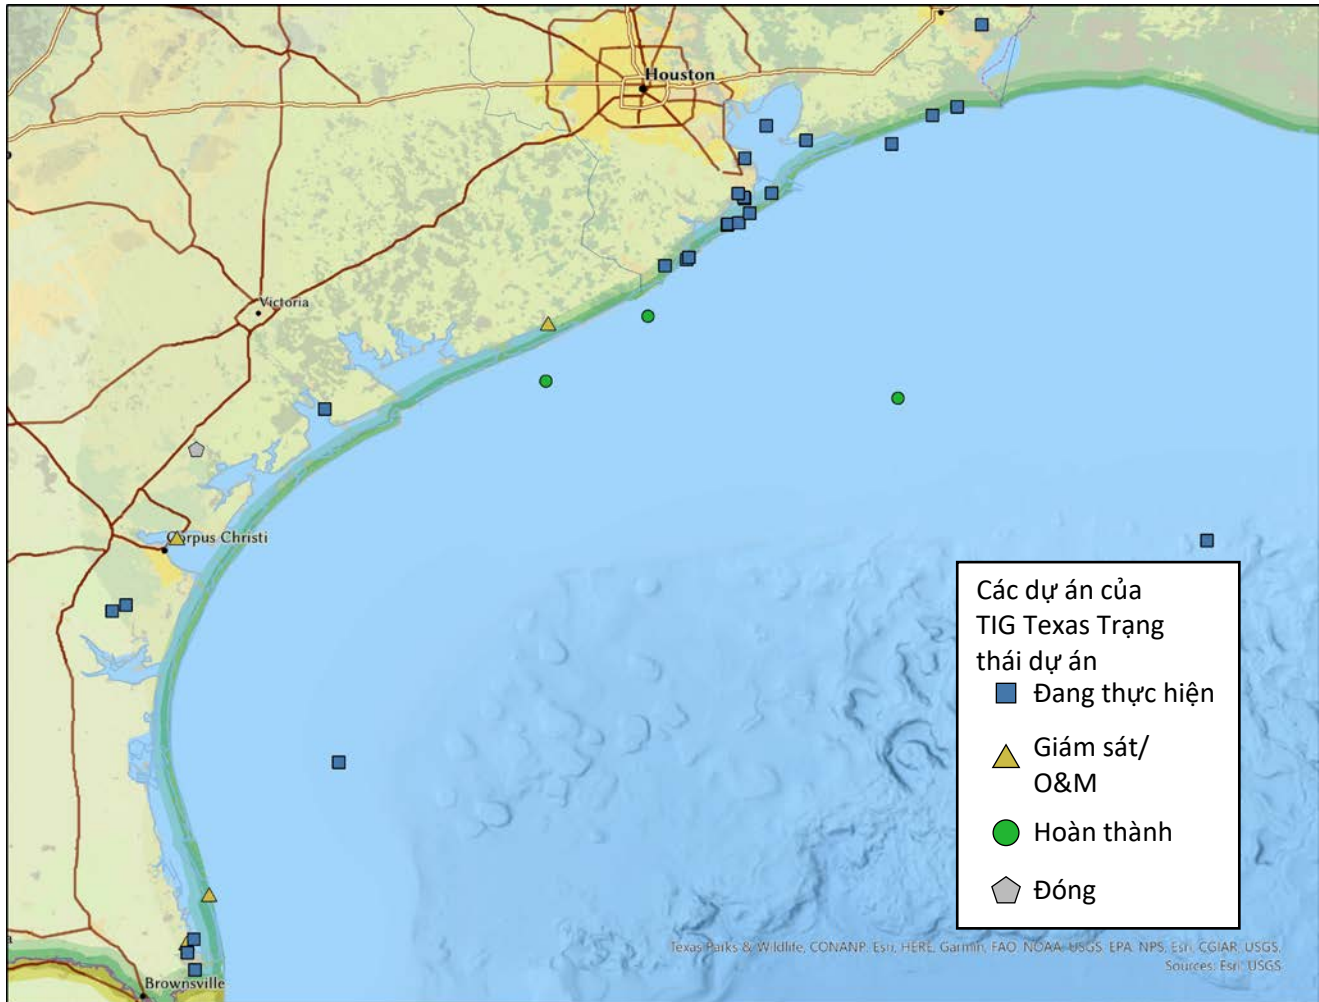 Houston
Victoria
Corpus Christi
Các dự án của
TIG Texas Trạng
thái dự án
Đang thực hiện
Giám sát/
O&M
Hoàn thành
Đóng
a
Brownsville
Texas Parks & Wildlife, CONANP, Esri, HERE, Garmin, FAO, NOAA, USGS, EPA, NPS, Esri, CGIAR, USGS,
Sources: Esri, USGS